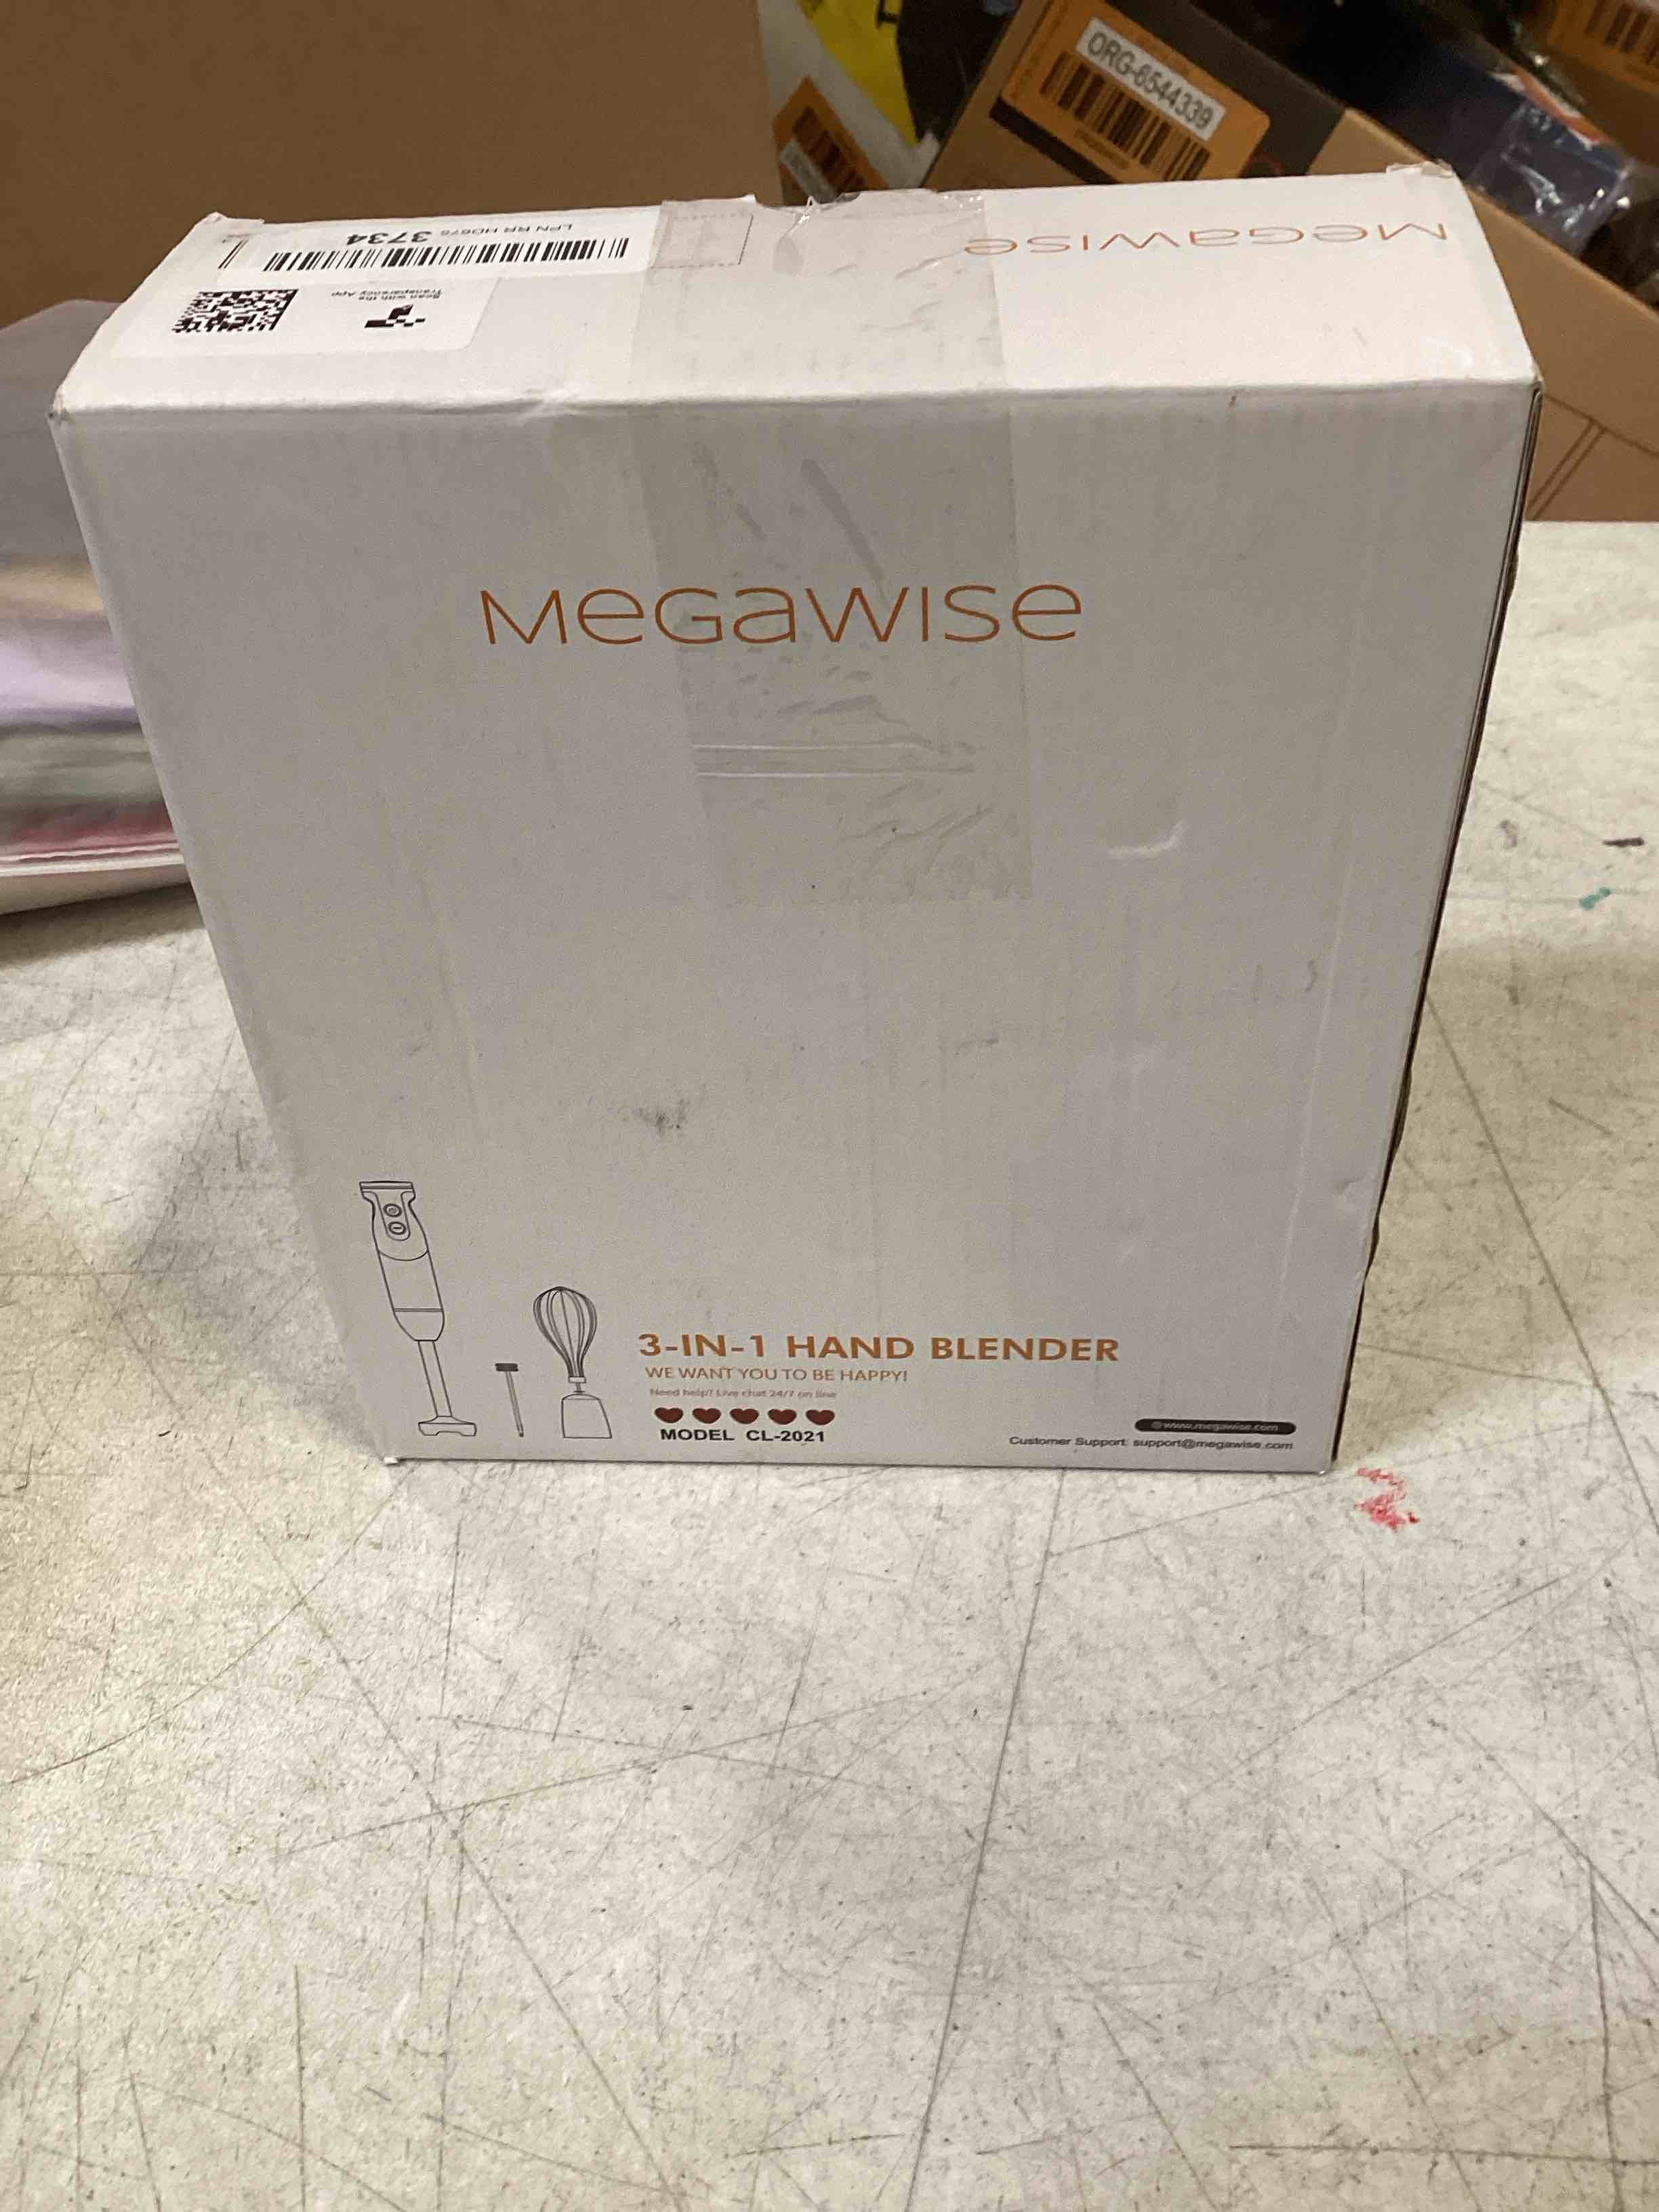 ORG-6544339
LPN RR HD675 3734
Scan with the
Transparency App
MEGAWISE
MEGAWISE
3-IN-1 HAND BLENDER
WE WANT YOU TO BE HAPPY!
Need help? Live chat 24/7 on line
MODEL CL-2021
www.megawise.com
Customer Support: support@megawise.com